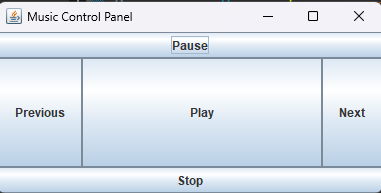 Music Control Panel
Pause
Previous Play Next
Stop